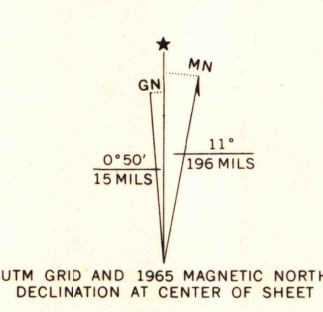 ★
MN
GN
0°50'
15 MILS
11°
196 MILS
UTM GRID AND 1965 MAGNETIC NORTH
DECLINATION AT CENTER OF SHEET